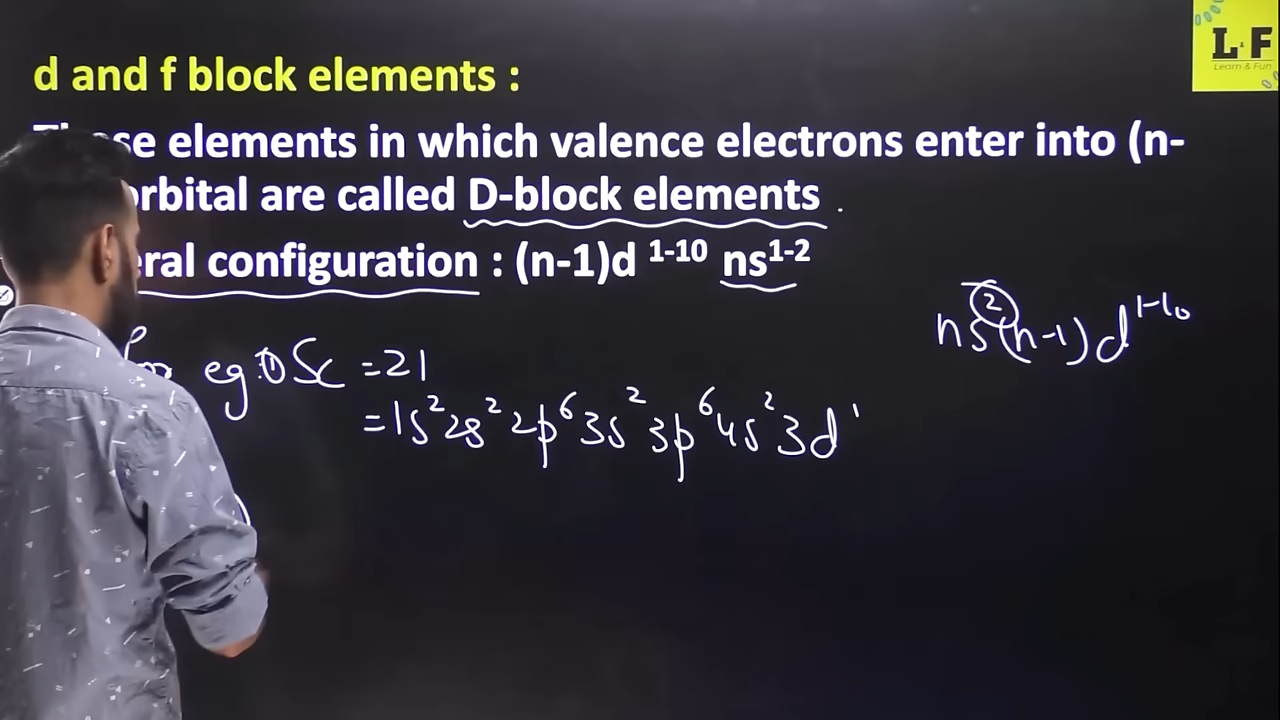 L&F
Learn & Fun
d and f block elements :
These elements in which valence electrons enter into (n-
orbital are called D-block elements .
eral configuration : (n-1)d ¹⁻¹⁰ ns¹⁻²
ns²(n-1)d¹⁻¹⁰
eg:① Sc = 21
= 1s² 2s² 2p⁶ 3s² 3p⁶ 4s² 3d¹